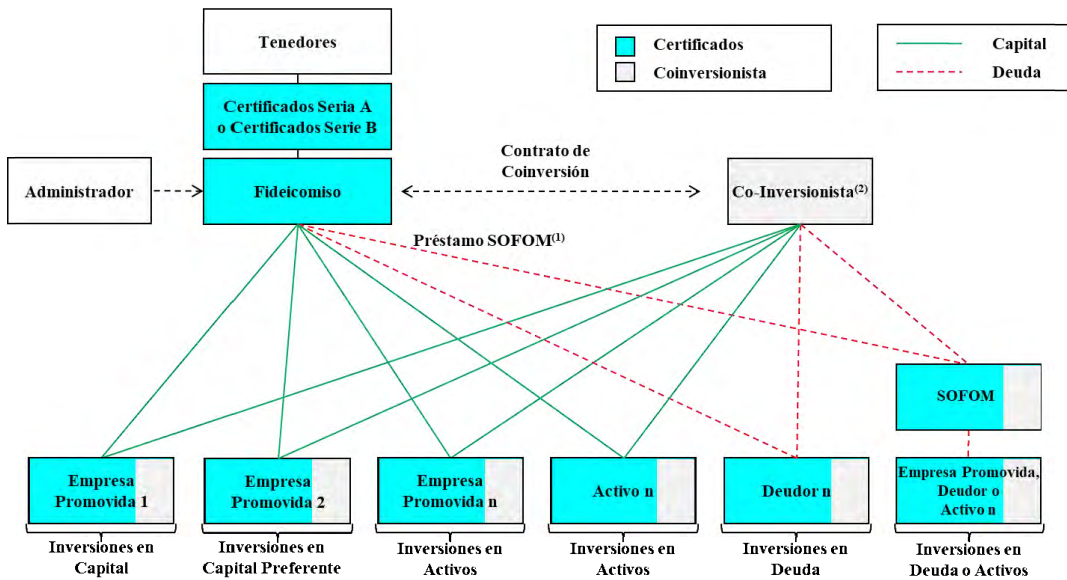 Tenedores
Certificados
Coinversionista
Capital
Deuda
Certificados Seria A
o Certificados Serie B
Administrador
Fideicomiso
Contrato de
Coinversión
Co-Inversionista(2)
Préstamo SOFOM(1)
SOFOM
Empresa
Promovida 1
Empresa
Promovida 2
Empresa
Promovida n
Activo n
Deudor n
Empresa Promovida,
Deudor o
Activo n
Inversiones en
Capital
Inversiones en
Capital Preferente
Inversiones en
Activos
Inversiones en
Activos
Inversiones en
Deuda
Inversiones en
Deuda o Activos